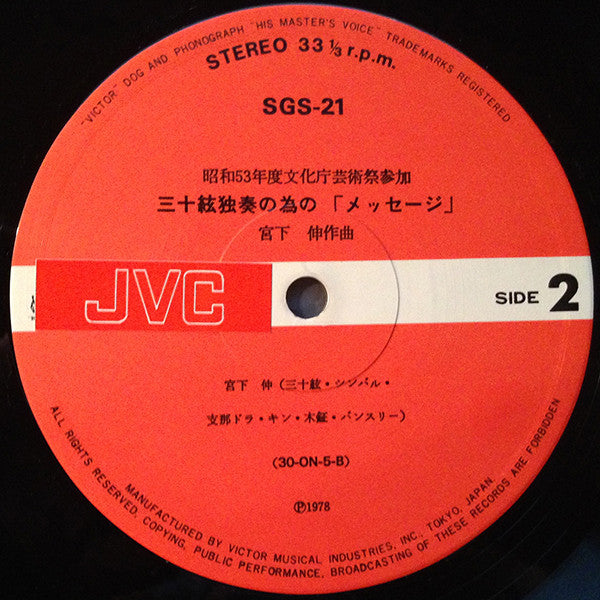 "VICTOR" DOG AND PHONOGRAPH "HIS MASTER'S VOICE" TRADEMARKS REGISTERED
STEREO 33 1/3 r.p.m.
SGS-21
昭和53年度文化庁芸術祭参加
三十絃独奏の為の「メッセージ」
宮下 伸作曲
JVC
SIDE 2
宮下 伸(三十絃・シンバル・
支那ドラ・キン・木鉦・パンスリー)
(30-ON-5-B)
Ⓟ1978
MANUFACTURED BY VICTOR MUSICAL INDUSTRIES, INC. TOKYO, JAPAN.
ALL RIGHTS RESERVED. COPYING, PUBLIC PERFORMANCE, BROADCASTING OF THESE RECORDS ARE FORBIDDEN